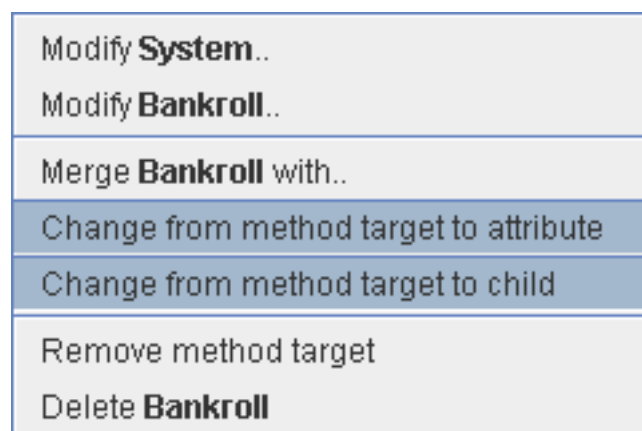 Modify System..
Modify Bankroll..
Merge Bankroll with..
Change from method target to attribute
Change from method target to child
Remove method target
Delete Bankroll